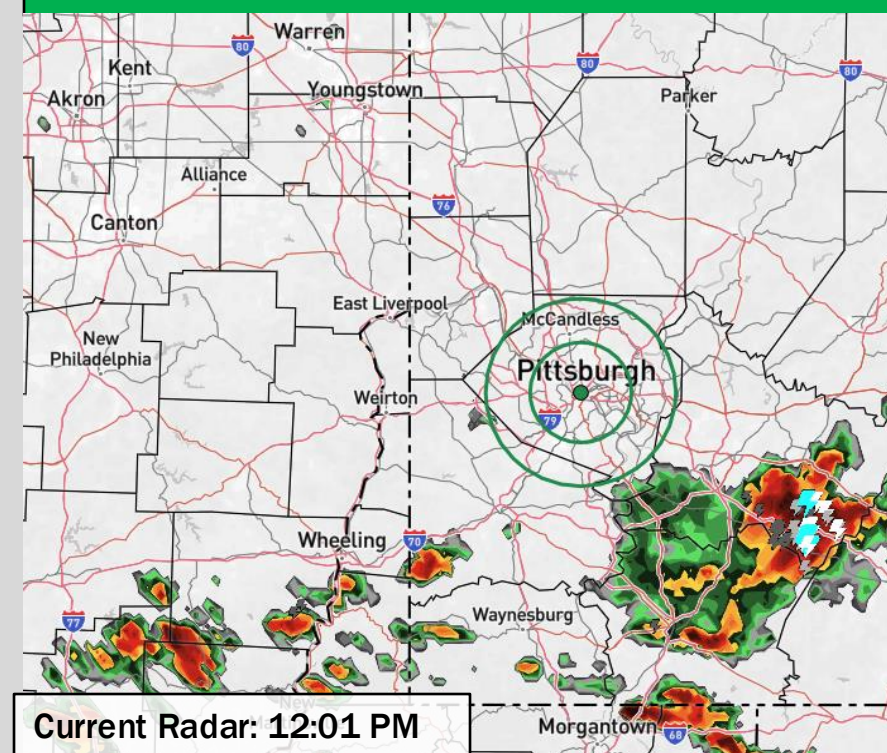 Warren
80
80
80
Kent
Akron
Youngstown
Parker
Alliance
76
Canton
East Liverpool
McCandless
New
Philadelphia
Pittsburgh
Weirton
79
Wheeling
70
77
Waynesburg
New
Current Radar: 12:01 PM
Morgantown
68